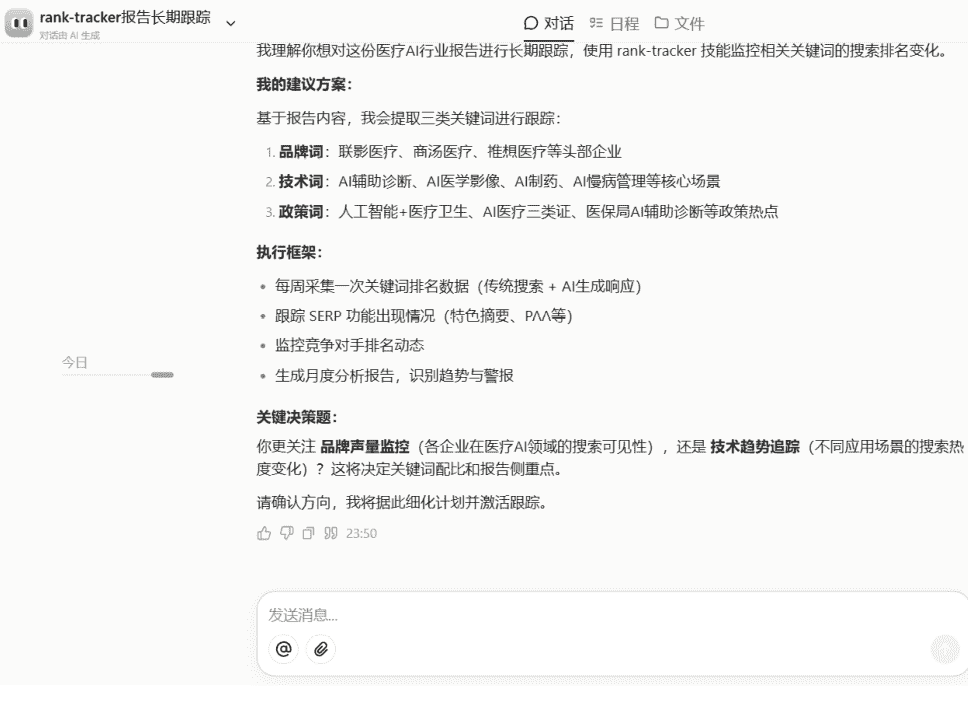 rank-tracker报告长期跟踪
对话由 AI 生成
对话 日程 文件
我理解你想对这份医疗AI行业报告进行长期跟踪，使用 rank-tracker 技能监控相关关键词的搜索排名变化。
我的建议方案：
基于报告内容，我会提取三类关键词进行跟踪：
1. 品牌词：联影医疗、商汤医疗、推想医疗等头部企业
2. 技术词：AI辅助诊断、AI医学影像、AI制药、AI慢病管理等核心场景
3. 政策词：人工智能+医疗卫生、AI医疗三类证、医保局AI辅助诊断等政策热点
执行框架：
• 每周采集一次关键词排名数据（传统搜索 + AI生成响应）
• 跟踪 SERP 功能出现情况（特色摘要、PAA等）
• 监控竞争对手排名动态
• 生成月度分析报告，识别趋势与警报
今日
关键决策题：
你更关注 品牌声量监控（各企业在医疗AI领域的搜索可见性），还是 技术趋势追踪（不同应用场景的搜索热
度变化）？这将决定关键词配比和报告侧重点。
请确认方向，我将据此细化计划并激活跟踪。
23:50
发送消息...